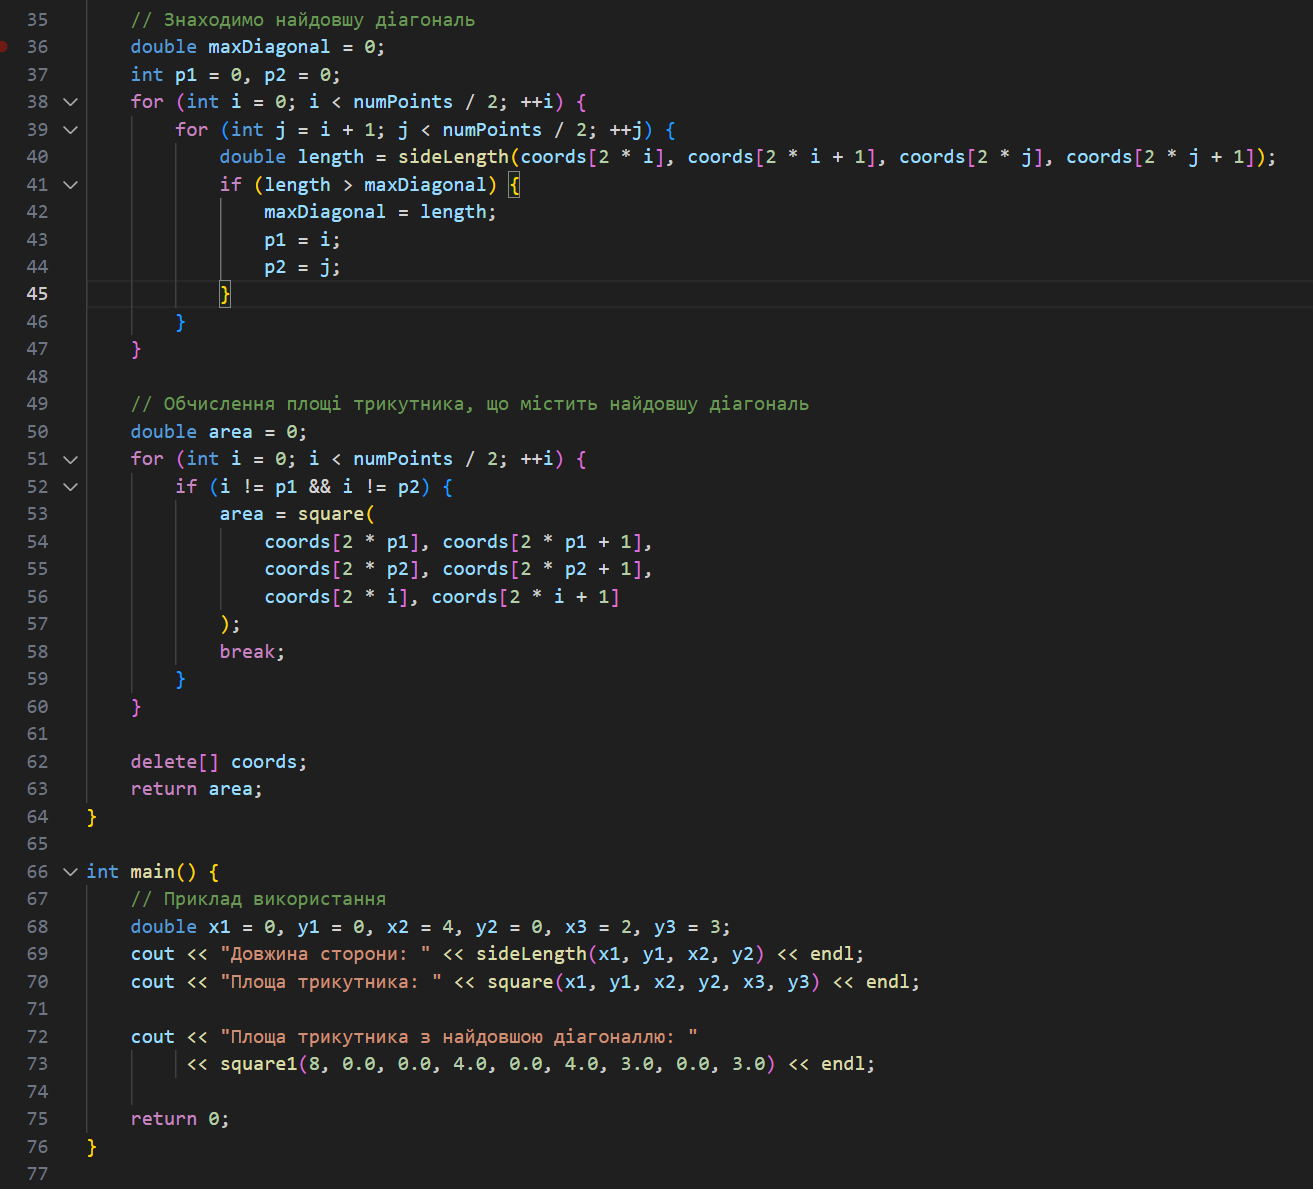 35 // Знаходимо найдовшу діагональ
36 double maxDiagonal = 0;
37 int p1 = 0, p2 = 0;
38 for (int i = 0; i < numPoints / 2; ++i) {
39 for (int j = i + 1; j < numPoints / 2; ++j) {
40 double length = sideLength(coords[2 * i], coords[2 * i + 1], coords[2 * j], coords[2 * j + 1]);
41 if (length > maxDiagonal) {
42 maxDiagonal = length;
43 p1 = i;
44 p2 = j;
45 }
46 }
47 }
48
49 // Обчислення площі трикутника, що містить найдовшу діагональ
50 double area = 0;
51 for (int i = 0; i < numPoints / 2; ++i) {
52 if (i != p1 && i != p2) {
53 area = square(
54 coords[2 * p1], coords[2 * p1 + 1],
55 coords[2 * p2], coords[2 * p2 + 1],
56 coords[2 * i], coords[2 * i + 1]
57 );
58 break;
59 }
60 }
61
62 delete[] coords;
63 return area;
64 }
65
66 int main() {
67 // Приклад використання
68 double x1 = 0, y1 = 0, x2 = 4, y2 = 0, x3 = 2, y3 = 3;
69 cout << "Довжина сторони: " << sideLength(x1, y1, x2, y2) << endl;
70 cout << "Площа трикутника: " << square(x1, y1, x2, y2, x3, y3) << endl;
71
72 cout << "Площа трикутника з найдовшою діагоналлю: "
73 << square1(8, 0.0, 0.0, 4.0, 0.0, 4.0, 3.0, 0.0, 3.0) << endl;
74
75 return 0;
76 }
77